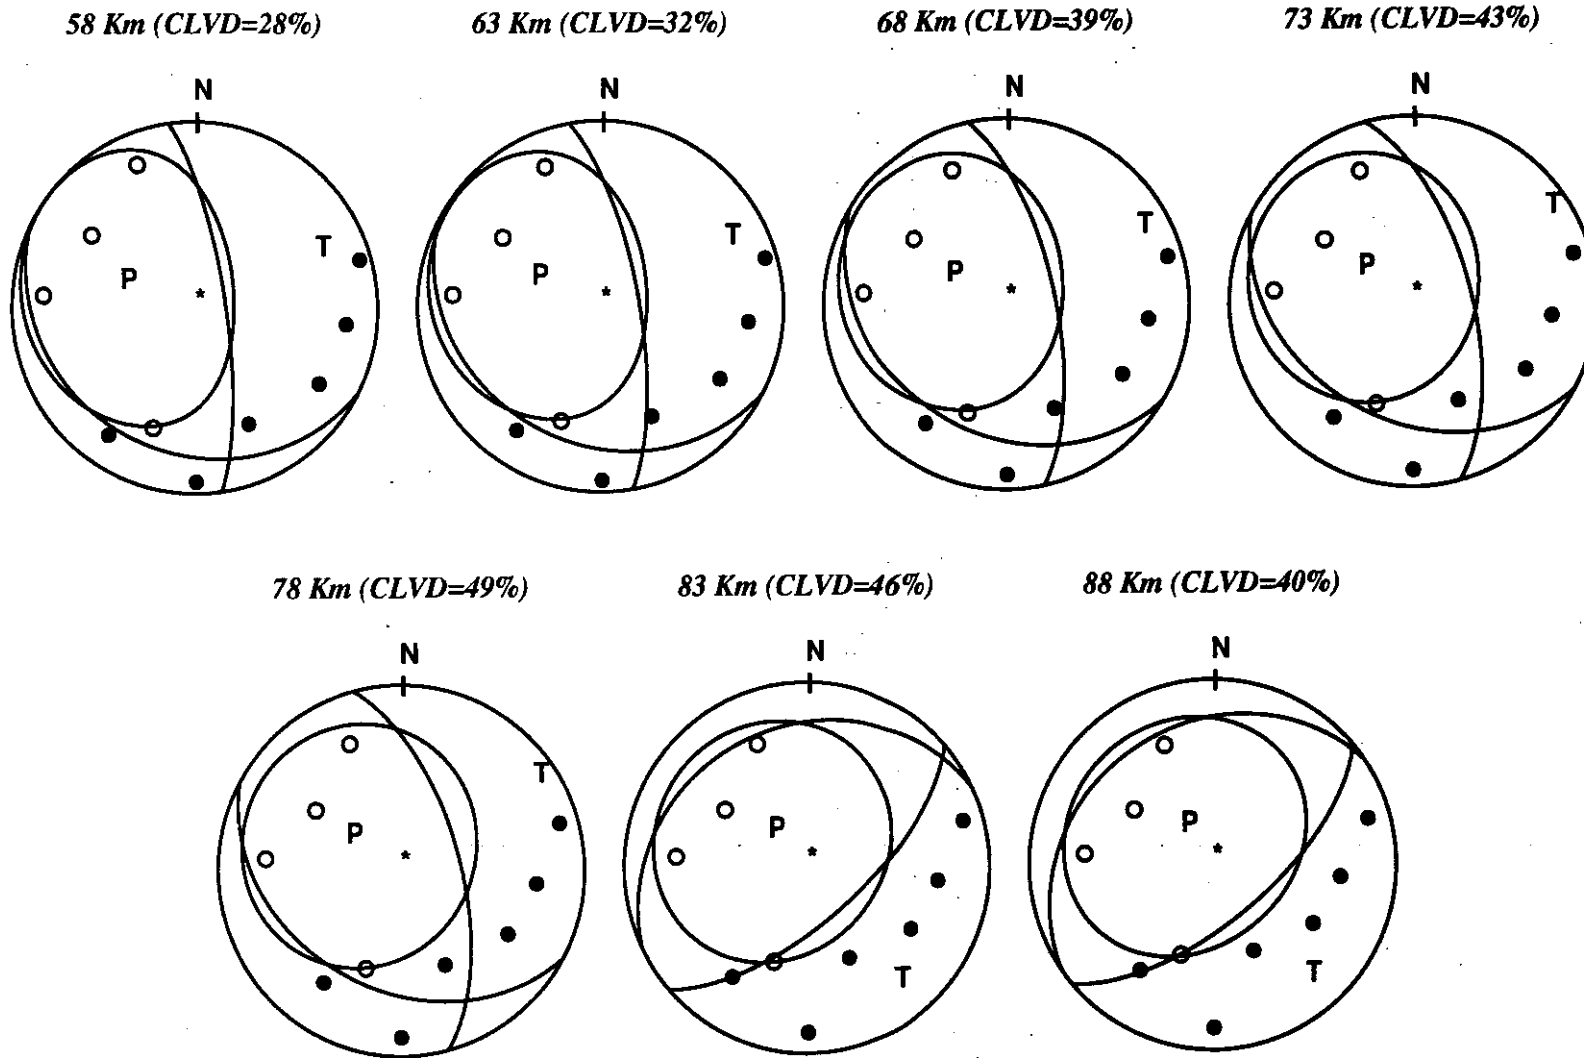 58 Km (CLVD=28%)
63 Km (CLVD=32%)
68 Km (CLVD=39%)
73 Km (CLVD=43%)
N
N
N
N
T
T
T
T
P
P
P
P
*
*
*
*
78 Km (CLVD=49%)
83 Km (CLVD=46%)
88 Km (CLVD=40%)
N
N
N
T
P
P
P
*
*
*
T
T